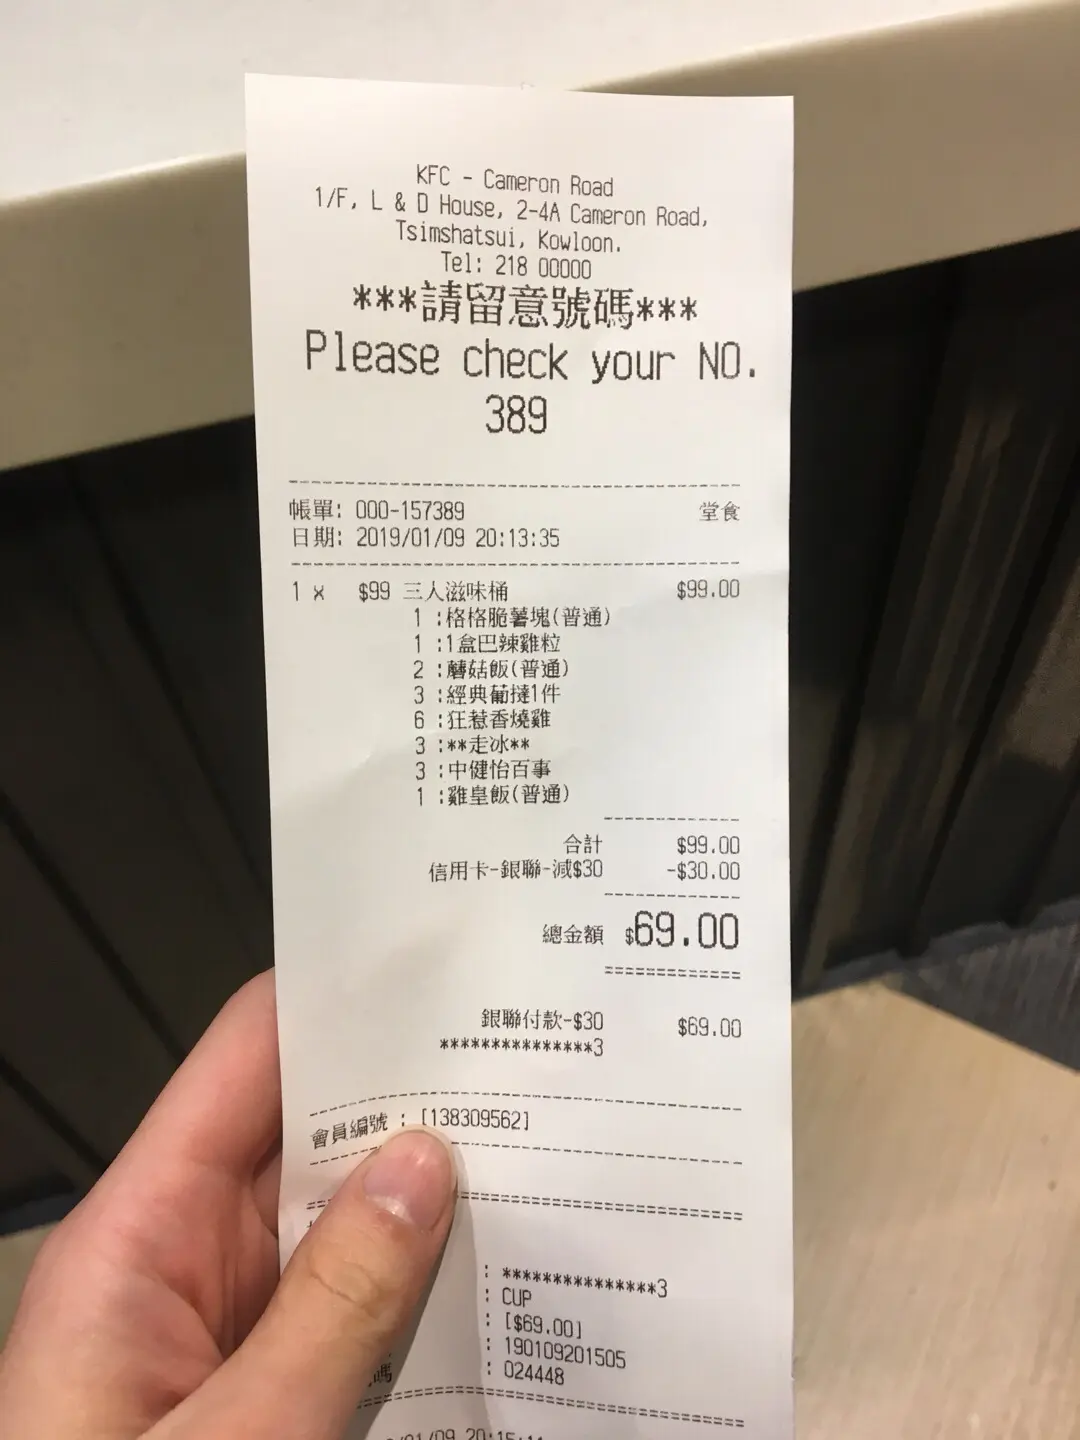 KFC - Cameron Road
1/F, L & D House, 2-4A Cameron Road,
Tsimshatsui, Kowloon.
Tel: 218 00000
***請留意號碼***
Please check your NO.
389
帳單: 000-157389 堂食
日期: 2019/01/09 20:13:35
1 x $99 三人滋味桶 $99.00
1 :格格脆薯塊(普通)
1 :1盒巴辣雞粒
2 :蘑菇飯(普通)
3 :經典葡撻1件
6 :狂惹香燒雞
3 :**走冰**
3 :中健怡百事
1 :雞皇飯(普通)
合計 $99.00
信用卡-銀聯-減$30 -$30.00
總金額 $69.00
銀聯付款-$30 $69.00
***************3
會員編號 : [138309562]
: ***************3
: CUP
: [$69.00]
: 190109201505
碼 : 024448
/01/09 20:15:11